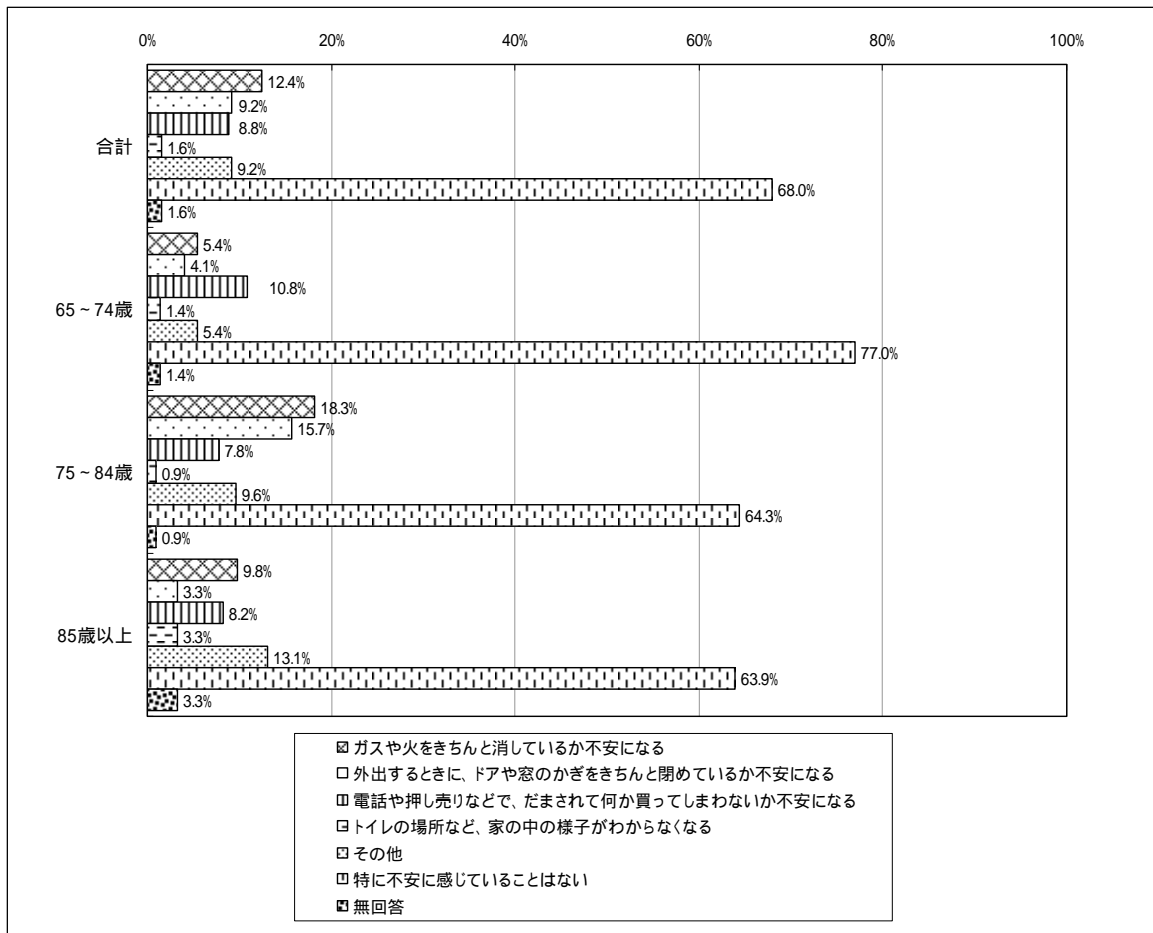 0% 20% 40% 60% 80% 100%
合計
12.4%
9.2%
8.8%
1.6%
9.2%
68.0%
1.6%
65～74歳
5.4%
4.1%
10.8%
1.4%
5.4%
77.0%
1.4%
75～84歳
18.3%
15.7%
7.8%
0.9%
9.6%
64.3%
0.9%
85歳以上
9.8%
3.3%
8.2%
3.3%
13.1%
63.9%
3.3%
ガスや火をきちんと消しているか不安になる
外出するときに、ドアや窓のかぎをきちんと閉めているか不安になる
電話や押し売りなどで、だまされて何か買ってしまわないか不安になる
トイレの場所など、家の中の様子がわからなくなる
その他
特に不安に感じていることはない
無回答